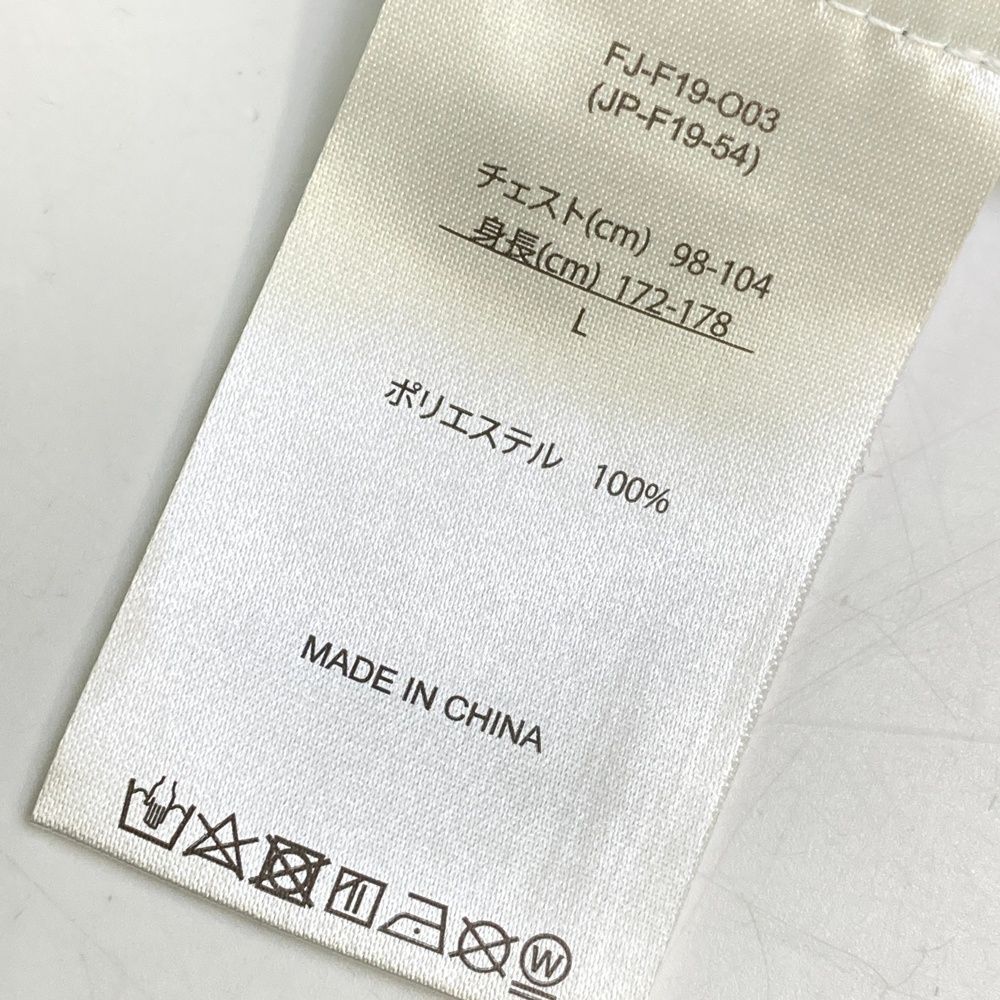 FJ-F19-O03
(JP-F19-54)
チェスト(cm) 98-104
身長(cm) 172-178
L
ポリエステル 100%
MADE IN CHINA
W